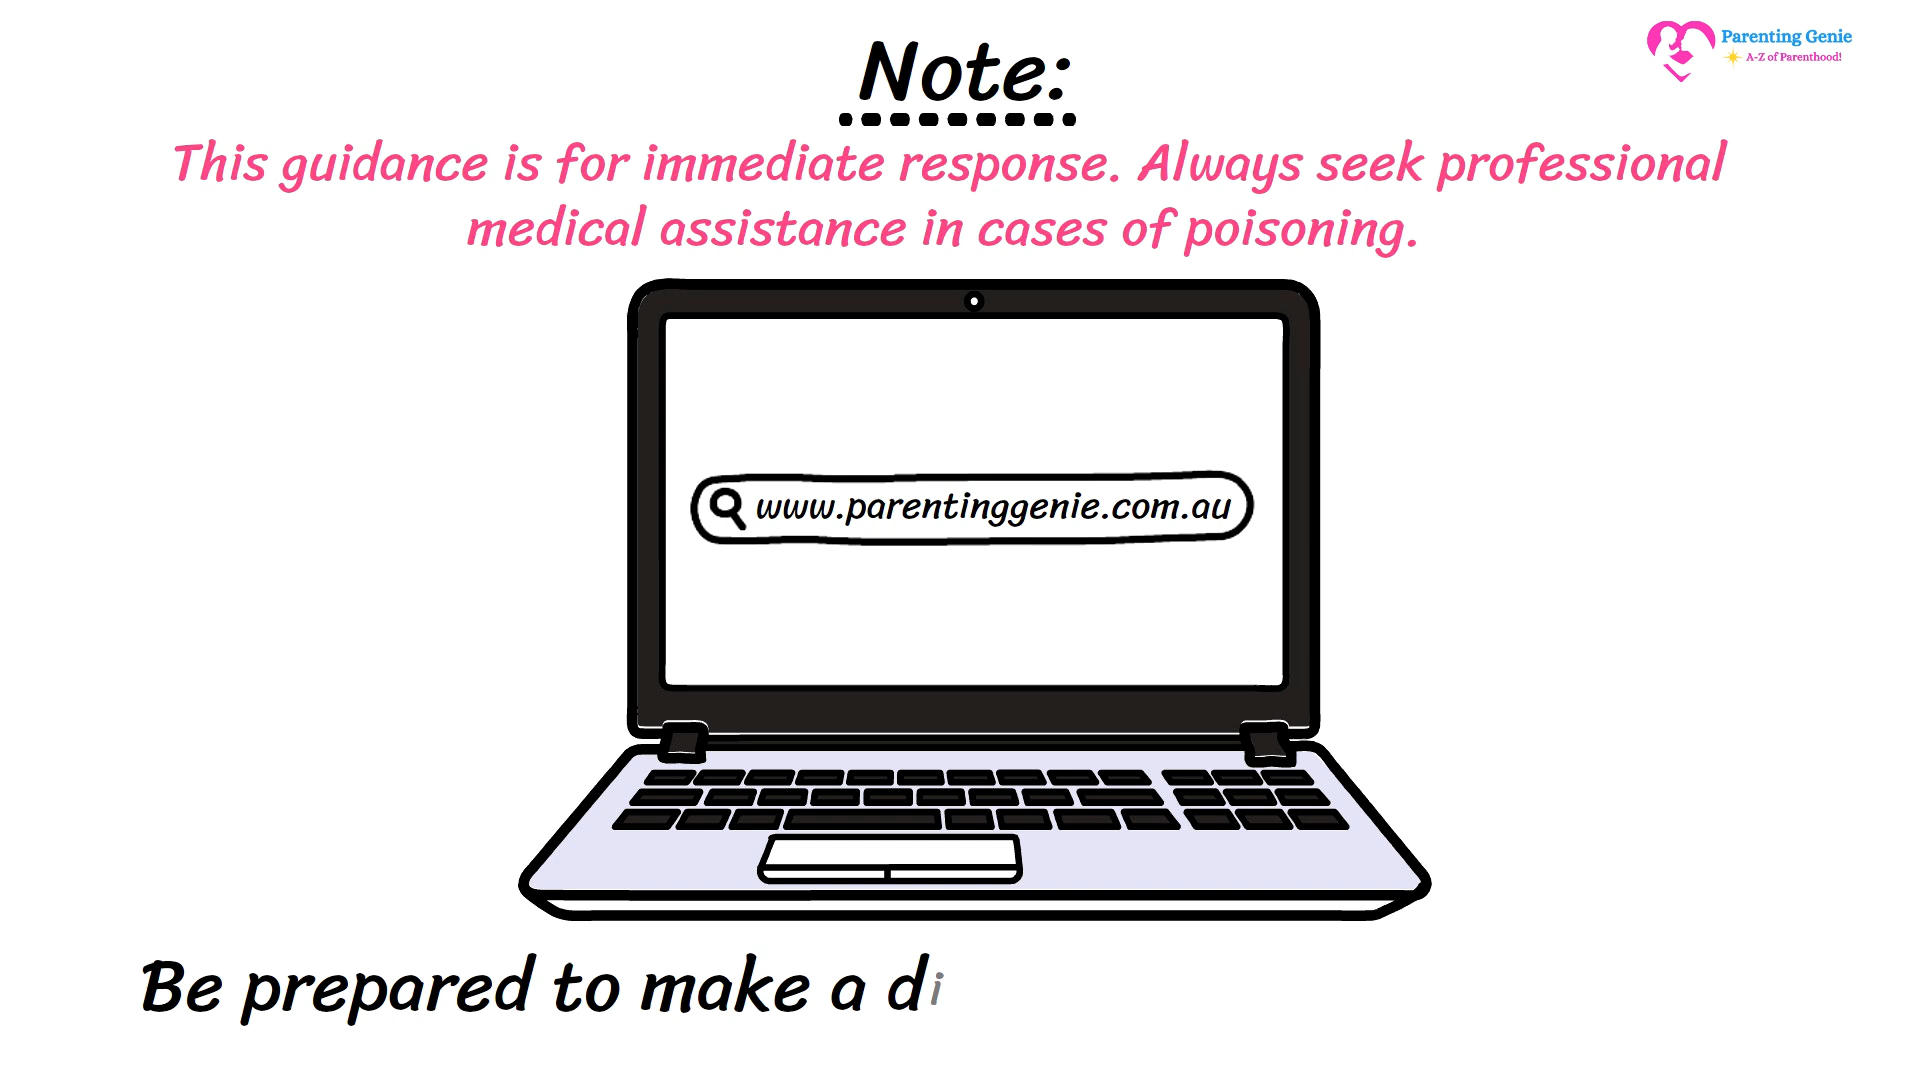 Parenting Genie
A-Z of Parenthood!
Note:
This guidance is for immediate response. Always seek professional
medical assistance in cases of poisoning.
www.parentinggenie.com.au
Be prepared to make a di